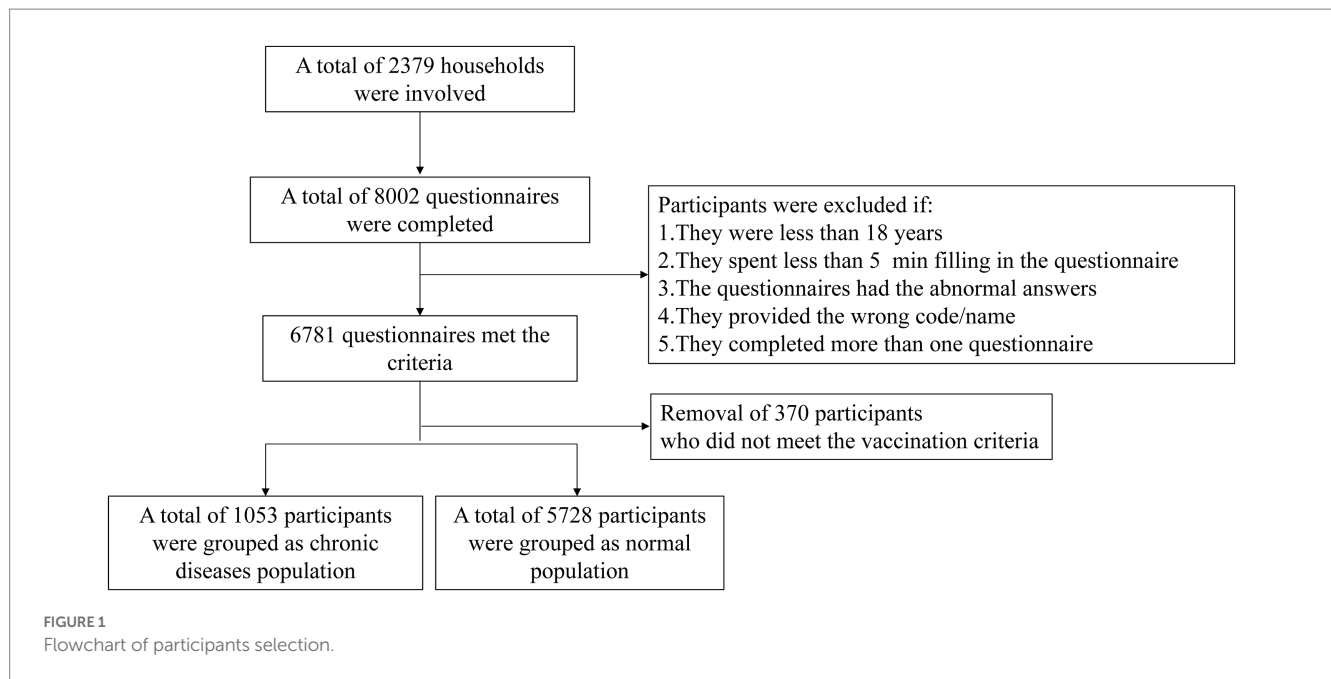 A total of 2379 households
were involved
A total of 8002 questionnaires
were completed
Participants were excluded if:
1.They were less than 18 years
2.They spent less than 5 min filling in the questionnaire
3.The questionnaires had the abnormal answers
4.They provided the wrong code/name
5.They completed more than one questionnaire
6781 questionnaires met the
criteria
Removal of 370 participants
who did not meet the vaccination criteria
A total of 1053 participants
were grouped as chronic
diseases population
A total of 5728 participants
were grouped as normal
population
FIGURE 1
Flowchart of participants selection.